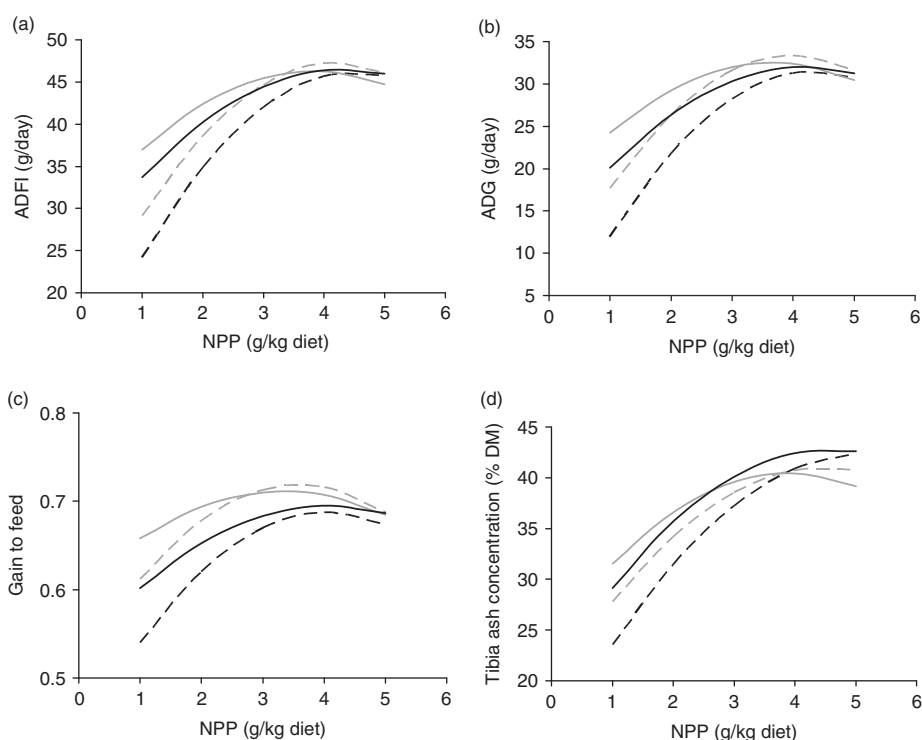 (a)
50
45
40
35
30
25
20
ADFI (g/day)
0 1 2 3 4 5 6
NPP (g/kg diet)
(b)
35
30
25
20
15
10
5
ADG (g/day)
0 1 2 3 4 5 6
NPP (g/kg diet)
(c)
0.8
0.7
0.6
0.5
Gain to feed
0 1 2 3 4 5 6
NPP (g/kg diet)
(d)
45
40
35
30
25
20
Tibia ash concentration (% DM)
0 1 2 3 4 5 6
NPP (g/kg diet)